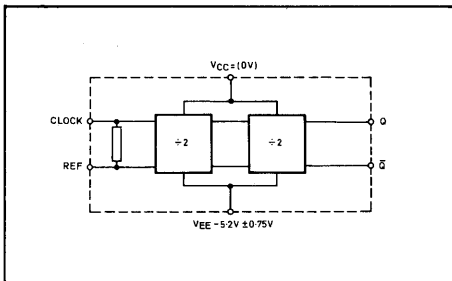 VCC=(0V)
CLOCK
÷2
÷2
Q
REF
Q̅
VEE -5·2V ±0·75V